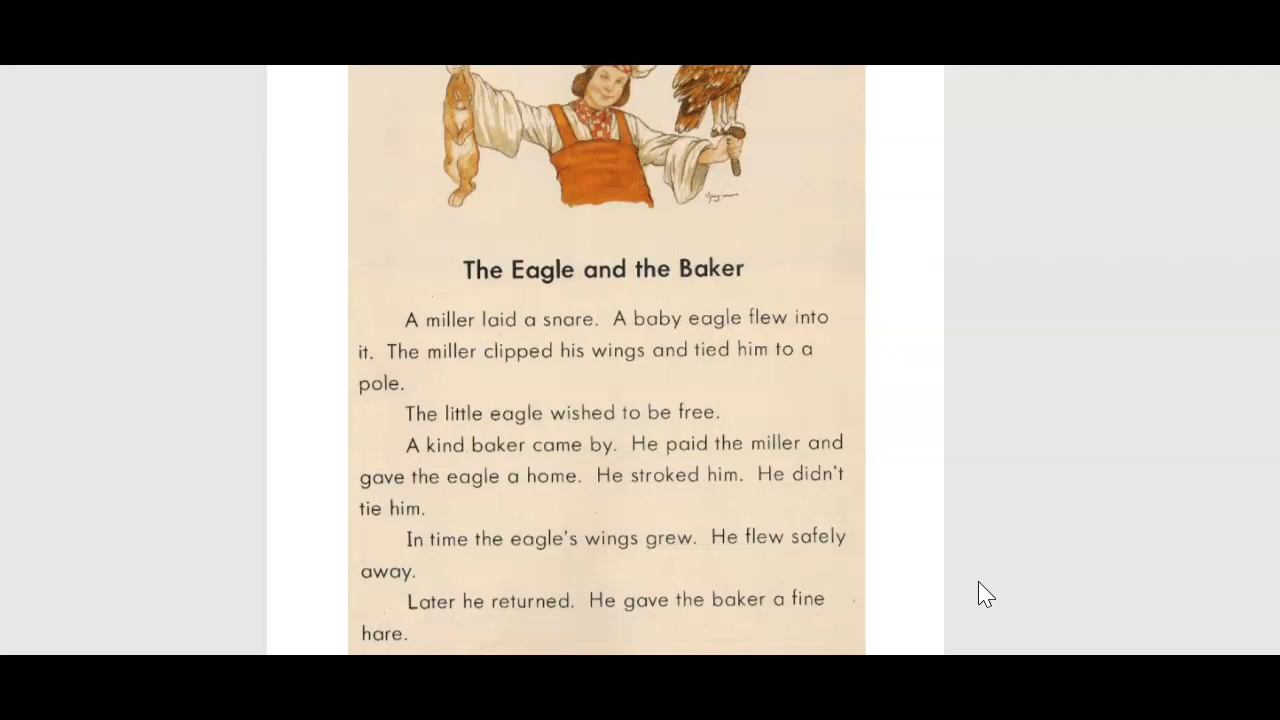 The Eagle and the Baker
A miller laid a snare. A baby eagle flew into
it. The miller clipped his wings and tied him to a
pole.
The little eagle wished to be free.
A kind baker came by. He paid the miller and
gave the eagle a home. He stroked him. He didn't
tie him.
In time the eagle's wings grew. He flew safely
away.
Later he returned. He gave the baker a fine
hare.